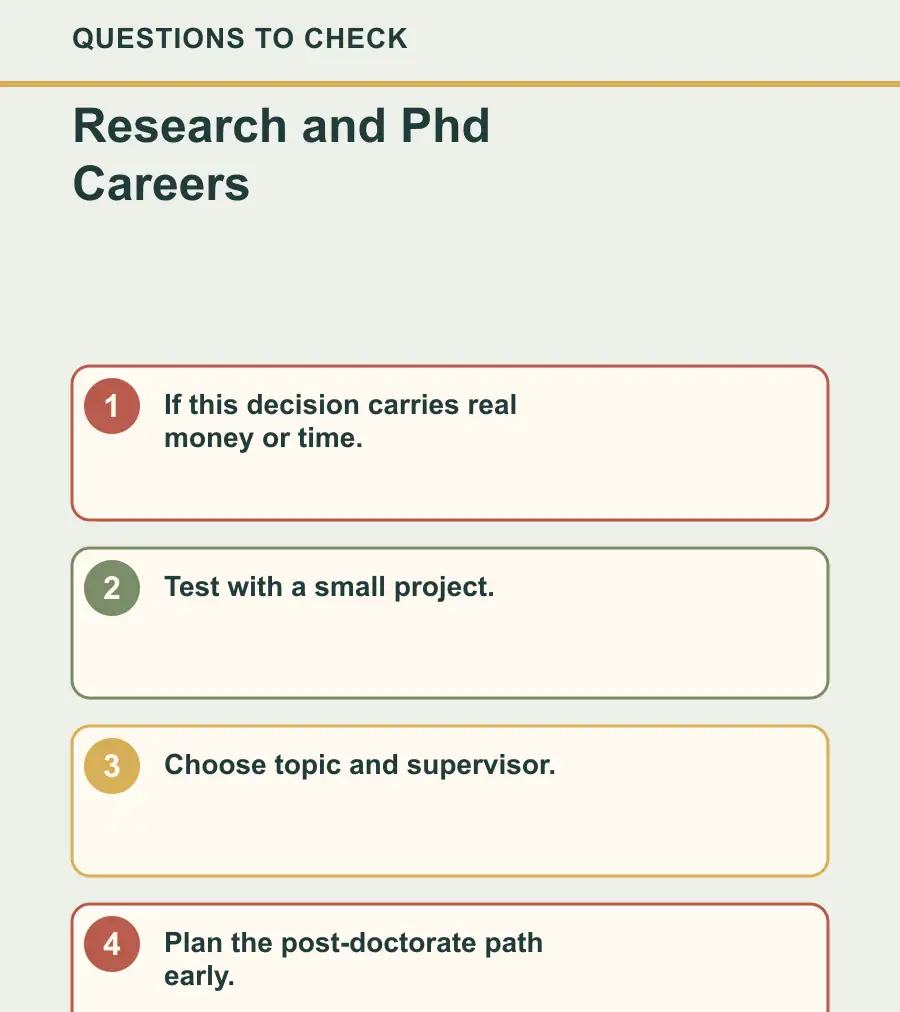 QUESTIONS TO CHECK
Research and Phd
Careers
1
If this decision carries real
money or time.
2
Test with a small project.
3
Choose topic and supervisor.
4
Plan the post-doctorate path
early.